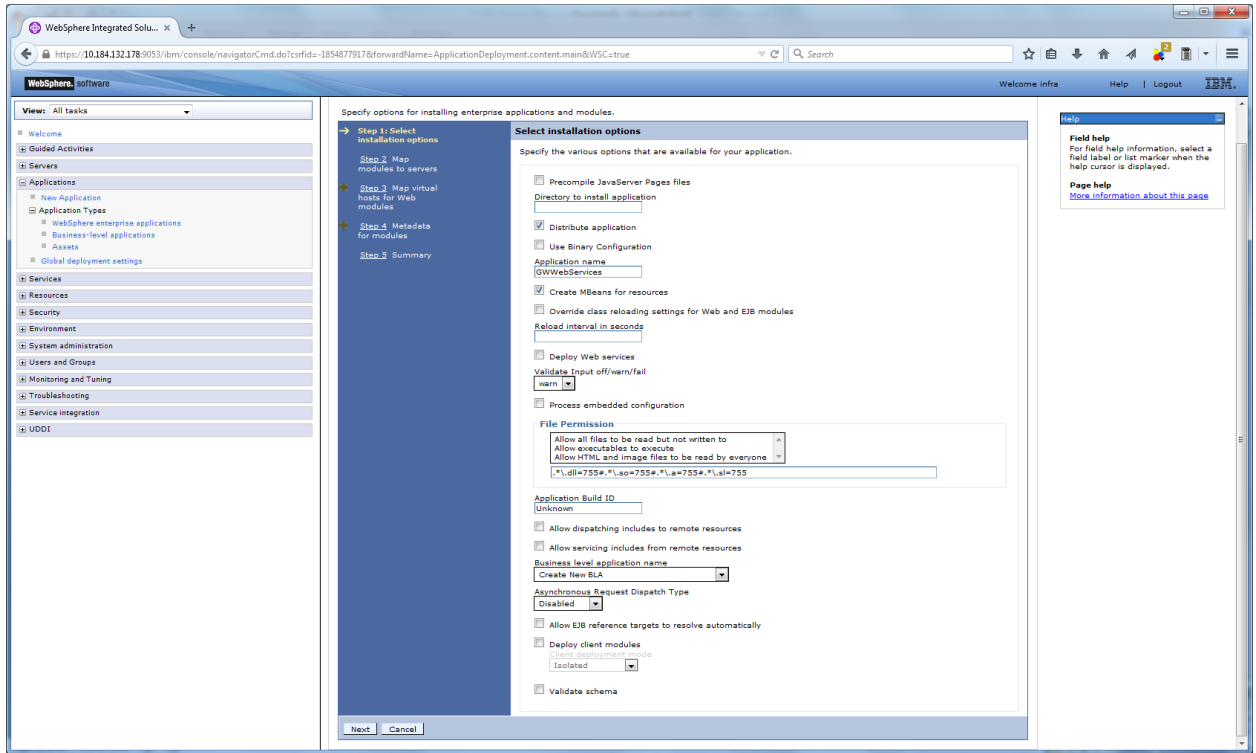 WebSphere Integrated Solu...
https://10.184.132.178:9053/ibm/console/navigatorCmd.do?csrfid=-1854877917&forwardName=ApplicationDeployment.content.main&WSC=true
Search
2
WebSphere. software
Welcome infra
Help | Logout
IBM.
View: All tasks
Welcome
Guided Activities
Servers
Applications
New Application
Application Types
WebSphere enterprise applications
Business-level applications
Assets
Global deployment settings
Services
Resources
Security
Environment
System administration
Users and Groups
Monitoring and Tuning
Troubleshooting
Service integration
UDDI
Specify options for installing enterprise applications and modules.
Step 1: Select
installation options
Step 2 Map
modules to servers
Step 3 Map virtual
hosts for Web
modules
Step 4 Metadata
for modules
Step 5 Summary
Select installation options
Specify the various options that are available for your application.
Precompile JavaServer Pages files
Directory to install application
Distribute application
Use Binary Configuration
Application name
GWWebServices
Create MBeans for resources
Override class reloading settings for Web and EJB modules
Reload interval in seconds
Deploy Web services
Validate Input off/warn/fail
warn
Process embedded configuration
File Permission
Allow all files to be read but not written to
Allow executables to execute
Allow HTML and image files to be read by everyone
.*\.dll=755#.*\.so=755#.*\.a=755#.*\.sl=755
Application Build ID
Unknown
Allow dispatching includes to remote resources
Allow servicing includes from remote resources
Business level application name
Create New BLA
Asynchronous Request Dispatch Type
Disabled
Allow EJB reference targets to resolve automatically
Deploy client modules
Client deployment mode
Isolated
Validate schema
Next
Cancel
Help
Field help
For field help information, select a
field label or list marker when the
help cursor is displayed.
Page help
More information about this page